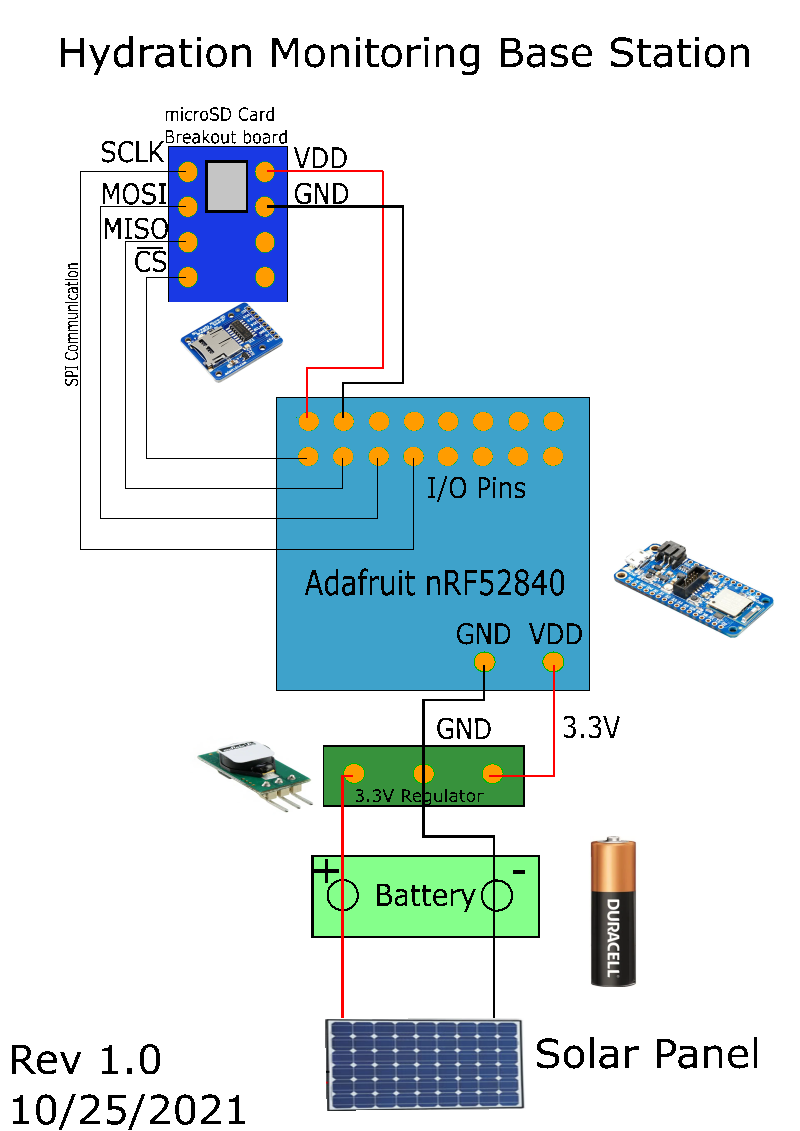 Hydration Monitoring Base Station
microSD Card
Breakout board
SCLK
VDD
MOSI
GND
MISO
CS
SPI Communication
I/O Pins
Adafruit nRF52840
GND VDD
GND
3.3V
3.3V Regulator
+
-
Battery
DURACELL
Solar Panel
Rev 1.0
10/25/2021